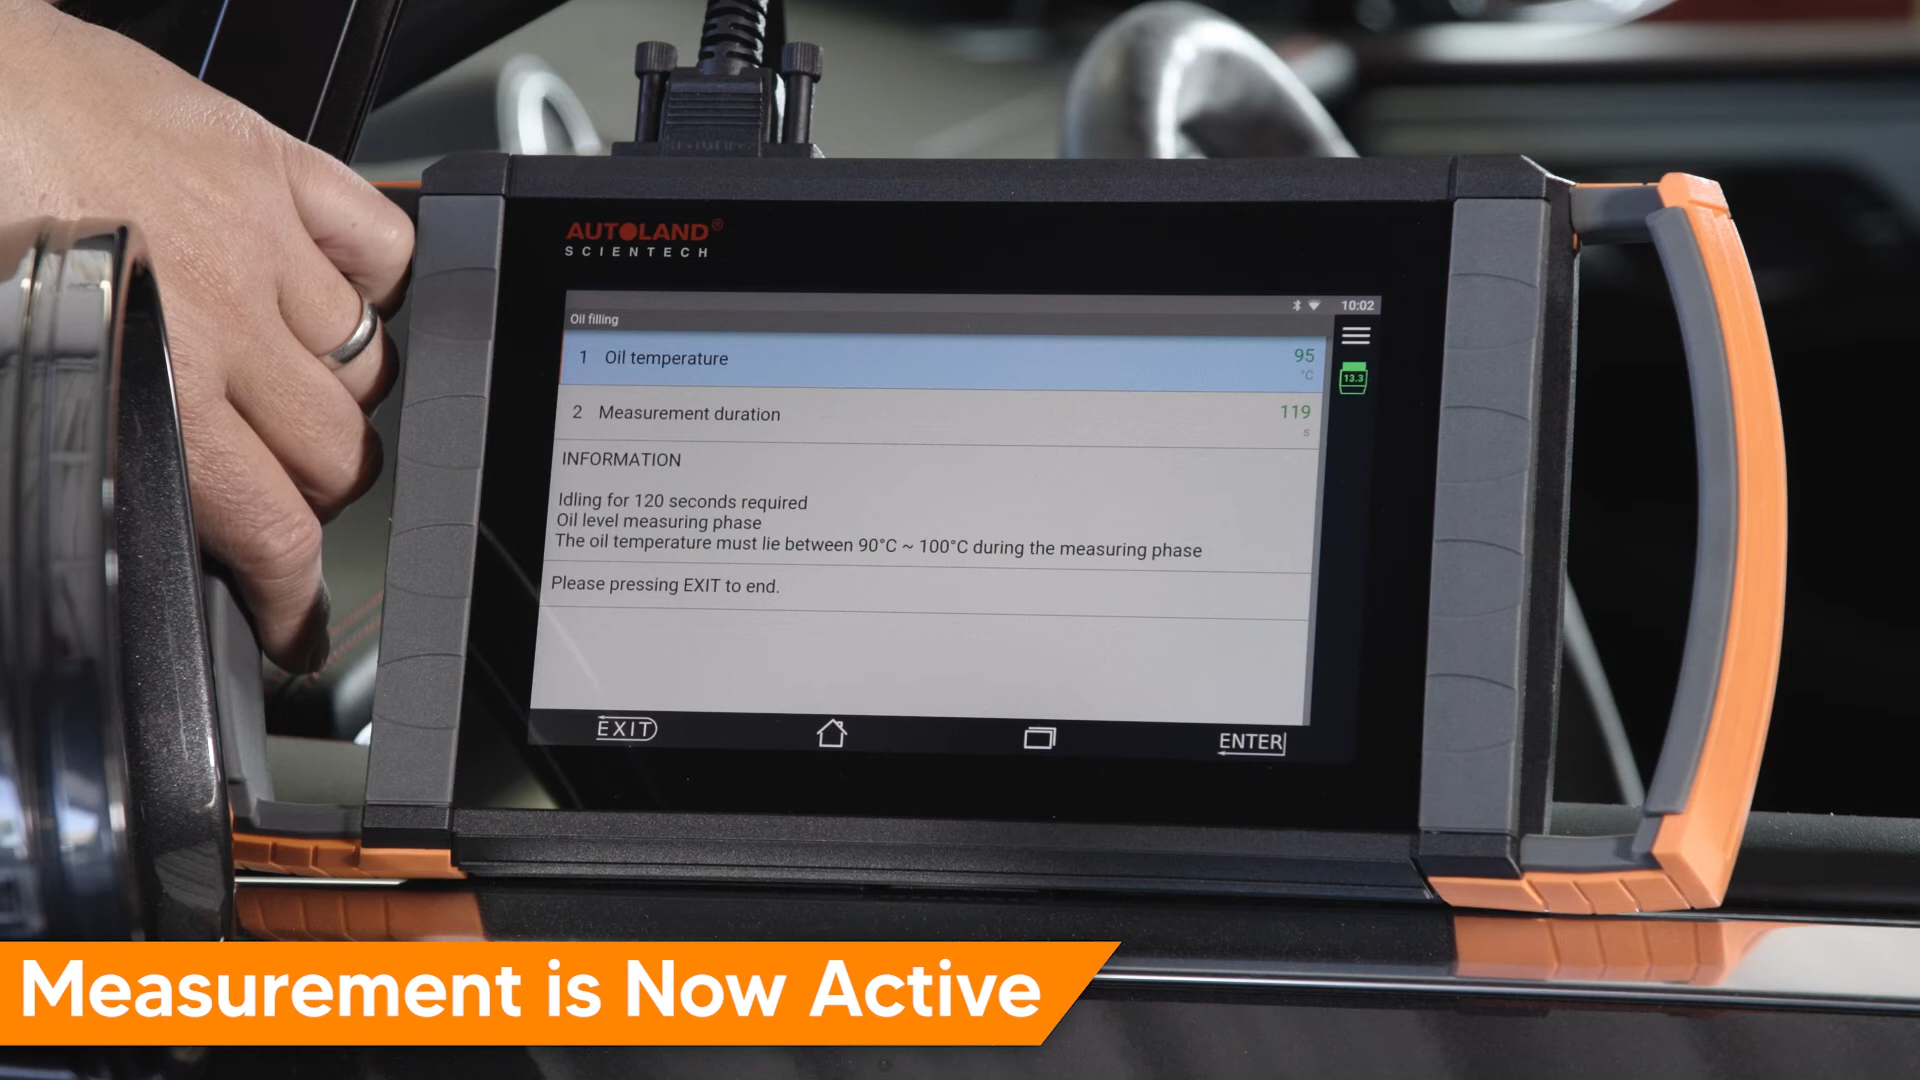 AUTOLAND®
SCIENTECH
10:02
Oil filling
1 Oil temperature 95
°C
13.3
2 Measurement duration 119
s
INFORMATION
Idling for 120 seconds required
Oil level measuring phase
The oil temperature must lie between 90°C ~ 100°C during the measuring phase
Please pressing EXIT to end.
EXIT
ENTER
Measurement is Now Active